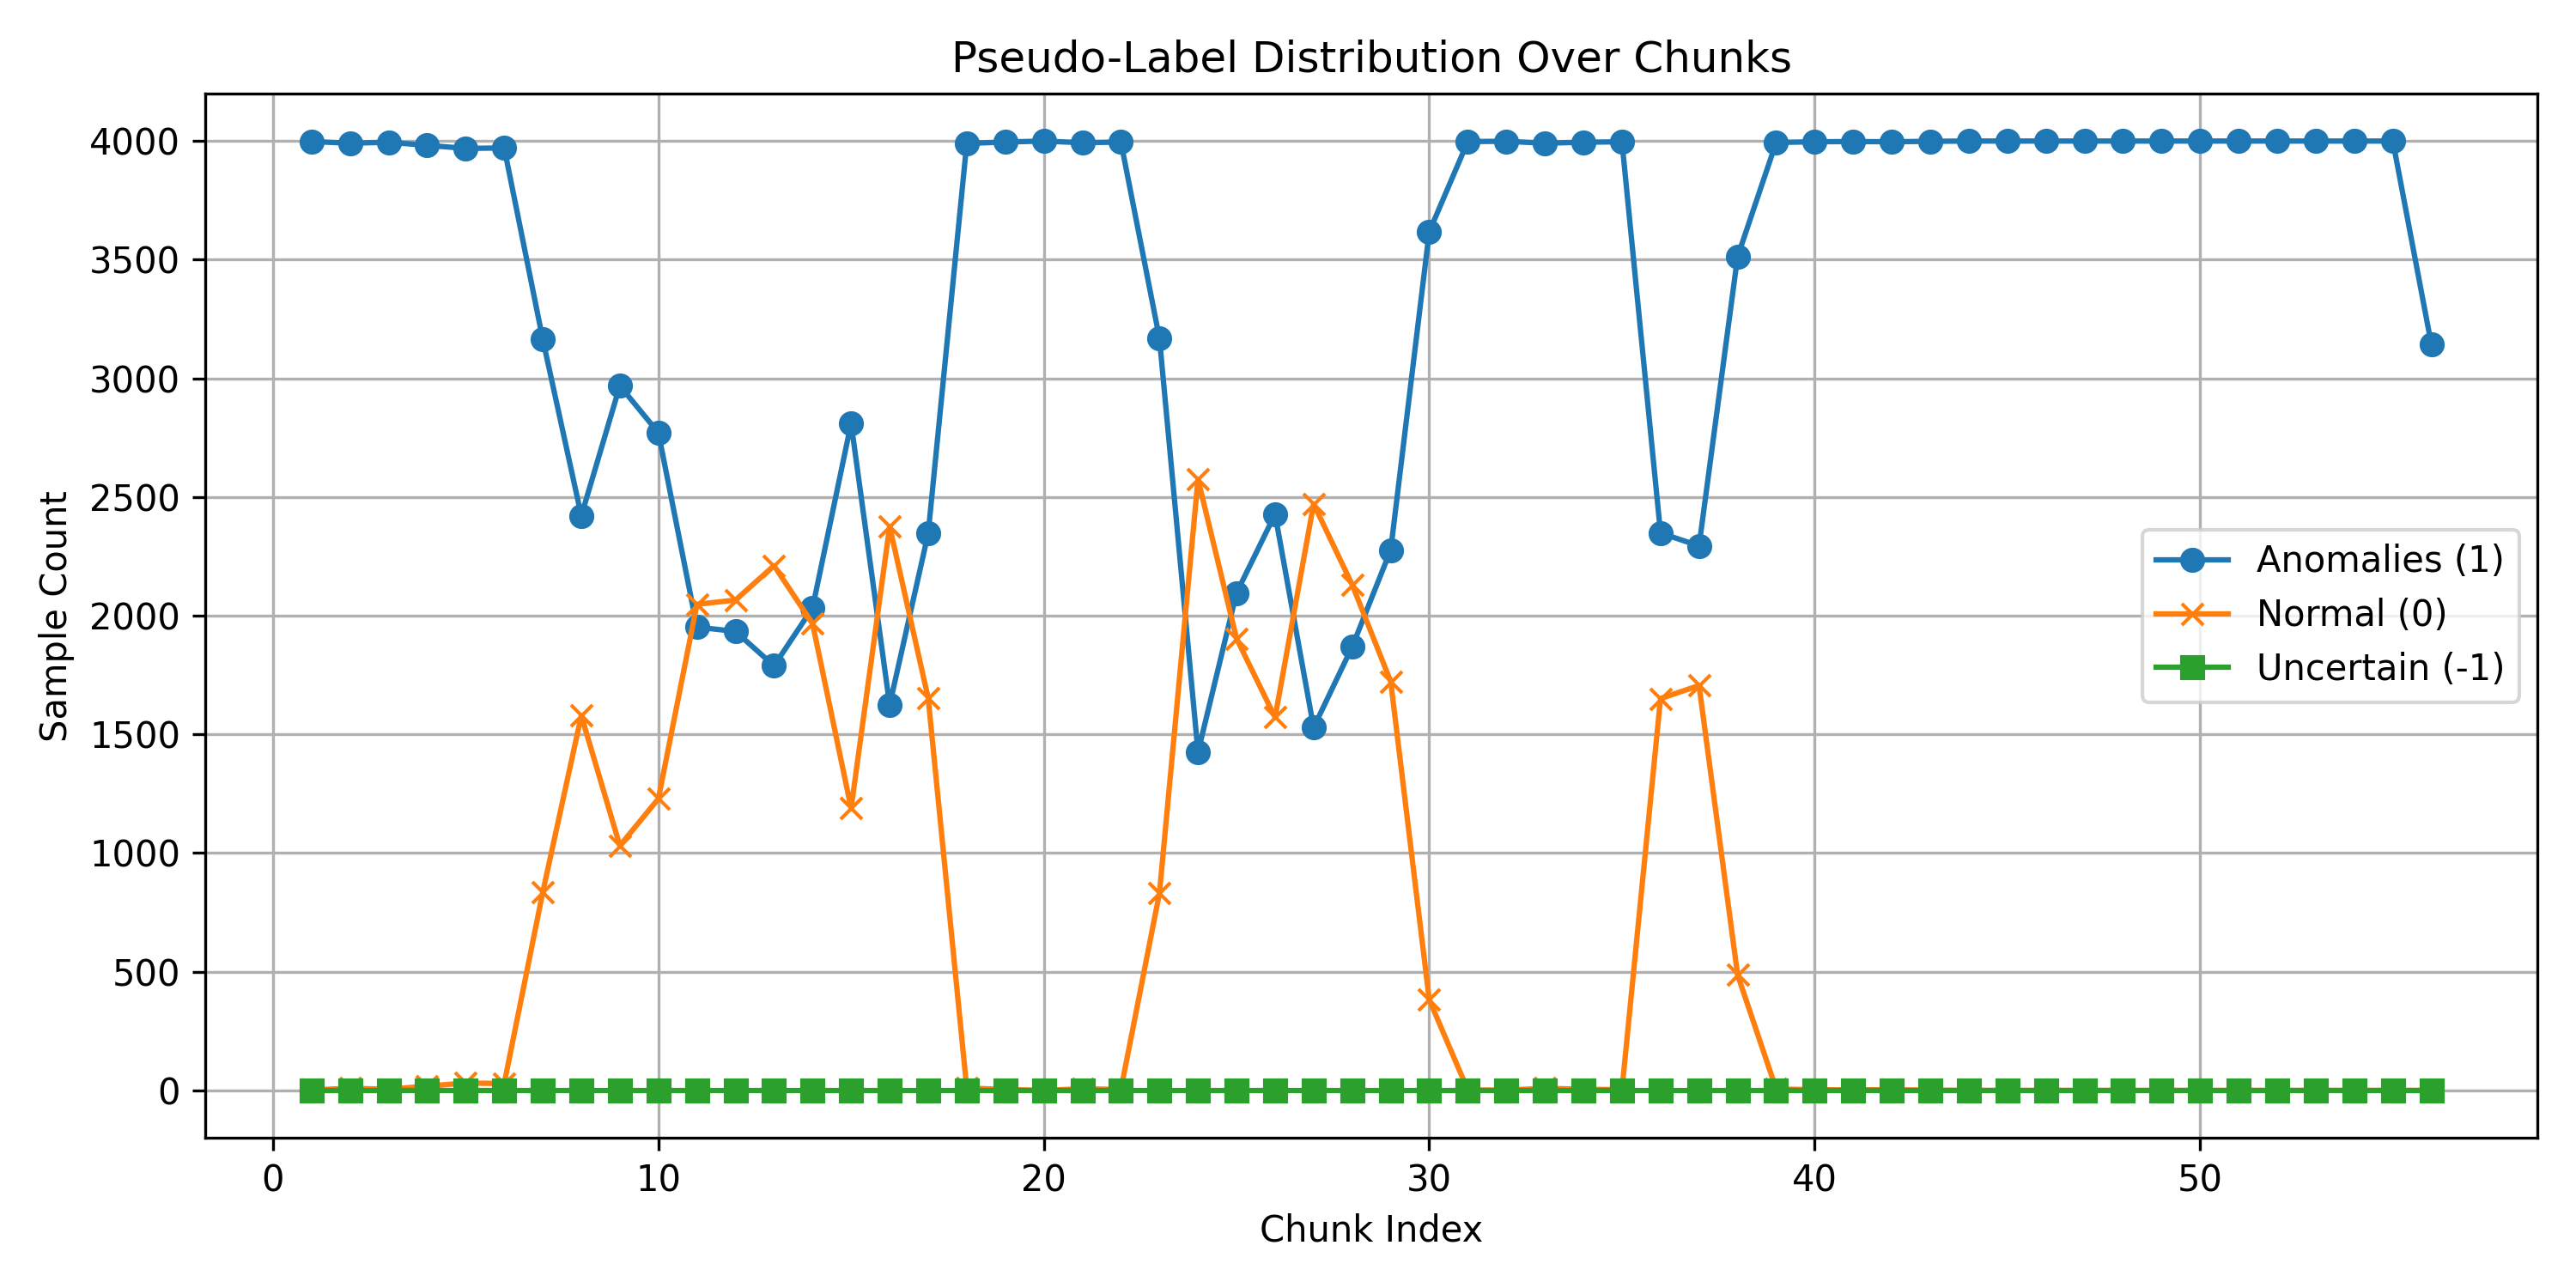 Pseudo-Label Distribution Over Chunks
Sample Count
4000
3500
3000
2500
2000
1500
1000
500
0
Anomalies (1)
Normal (0)
Uncertain (-1)
0 10 20 30 40 50
Chunk Index